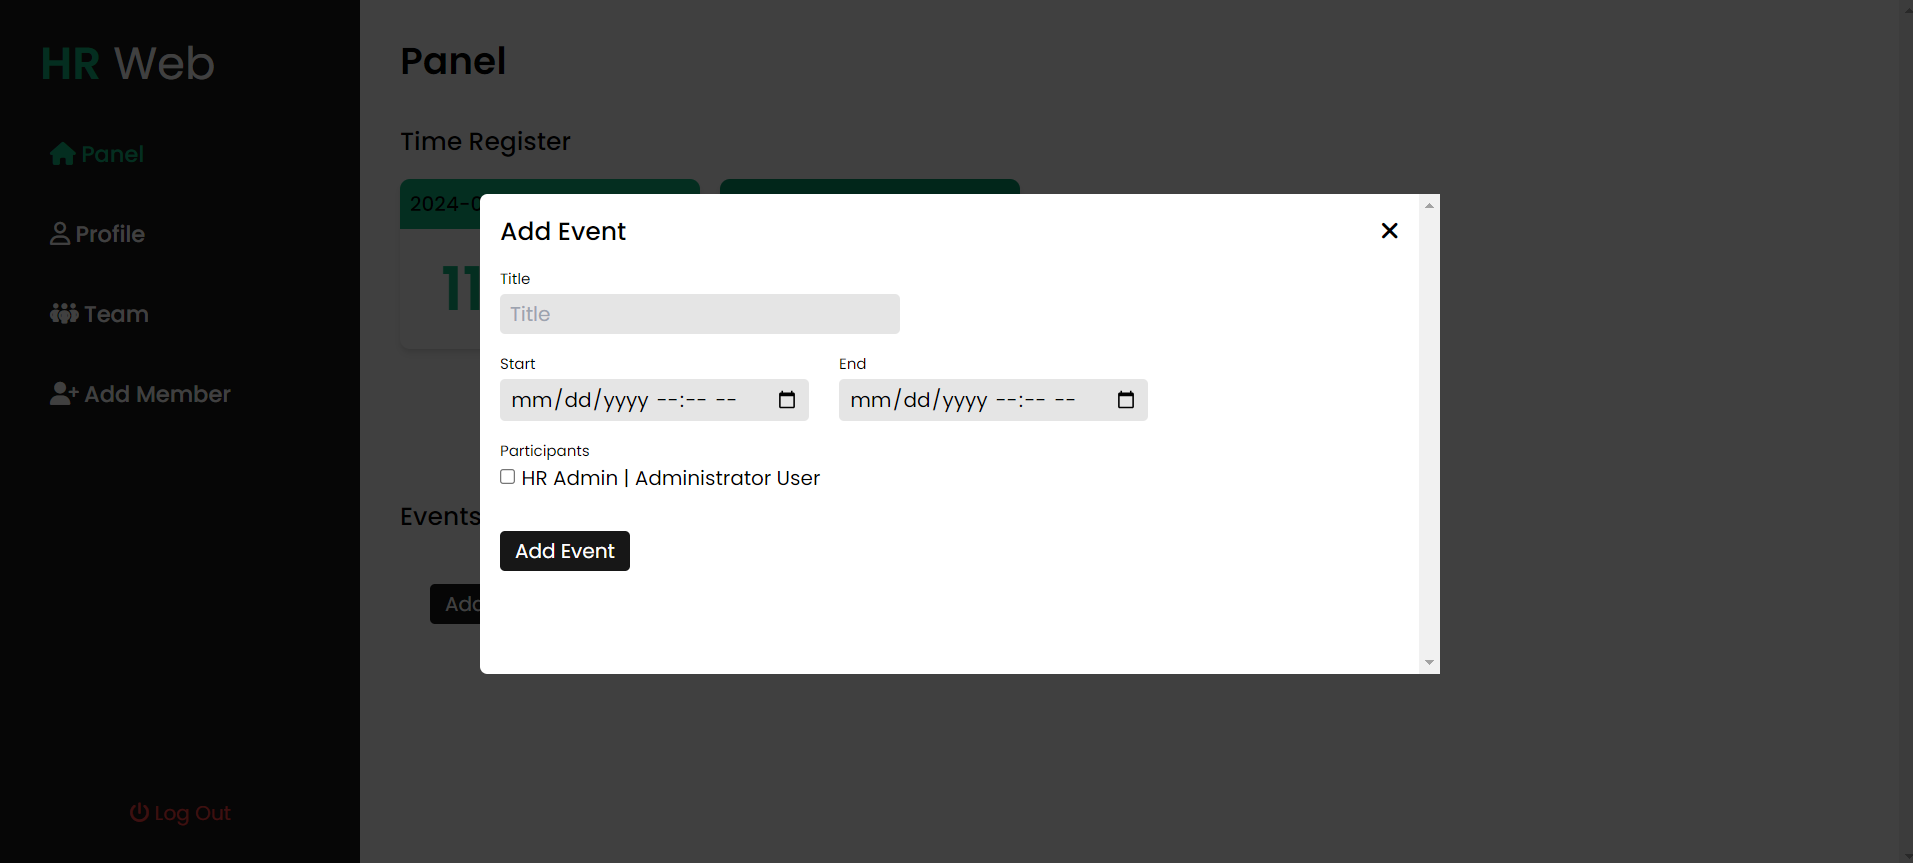 HR Web
Panel
Profile
Team
Add Member
Log Out
Panel
Time Register
2024-0
11
Add Event
Title
Title
Start
End
mm/dd/yyyy --:-- --
mm/dd/yyyy --:-- --
Participants
HR Admin | Administrator User
Add Event
Events
Add